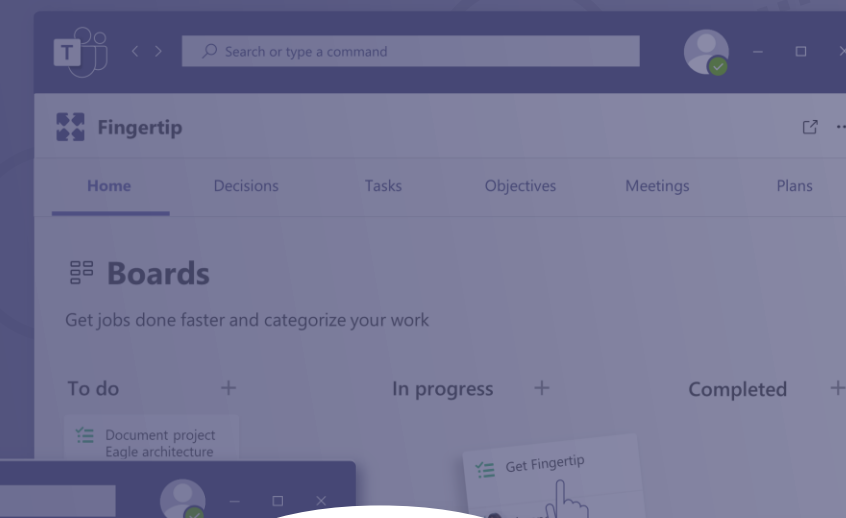 T
Search or type a command
Fingertip
Home Decisions Tasks Objectives Meetings Plans
Boards
Get jobs done faster and categorize your work
To do + In progress + Completed +
Document project
Eagle architecture
Get Fingertip